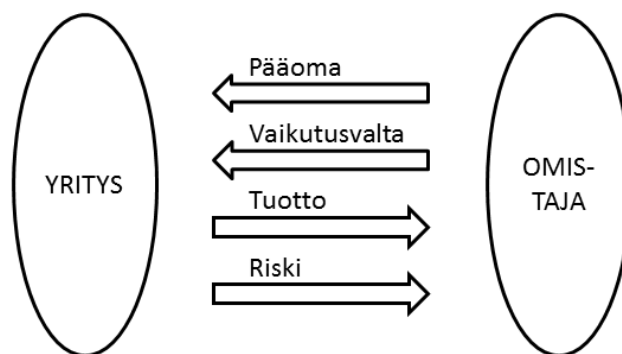 Pääoma
Vaikutusvalta
YRITYS
OMIS-
TAJA
Tuotto
Riski